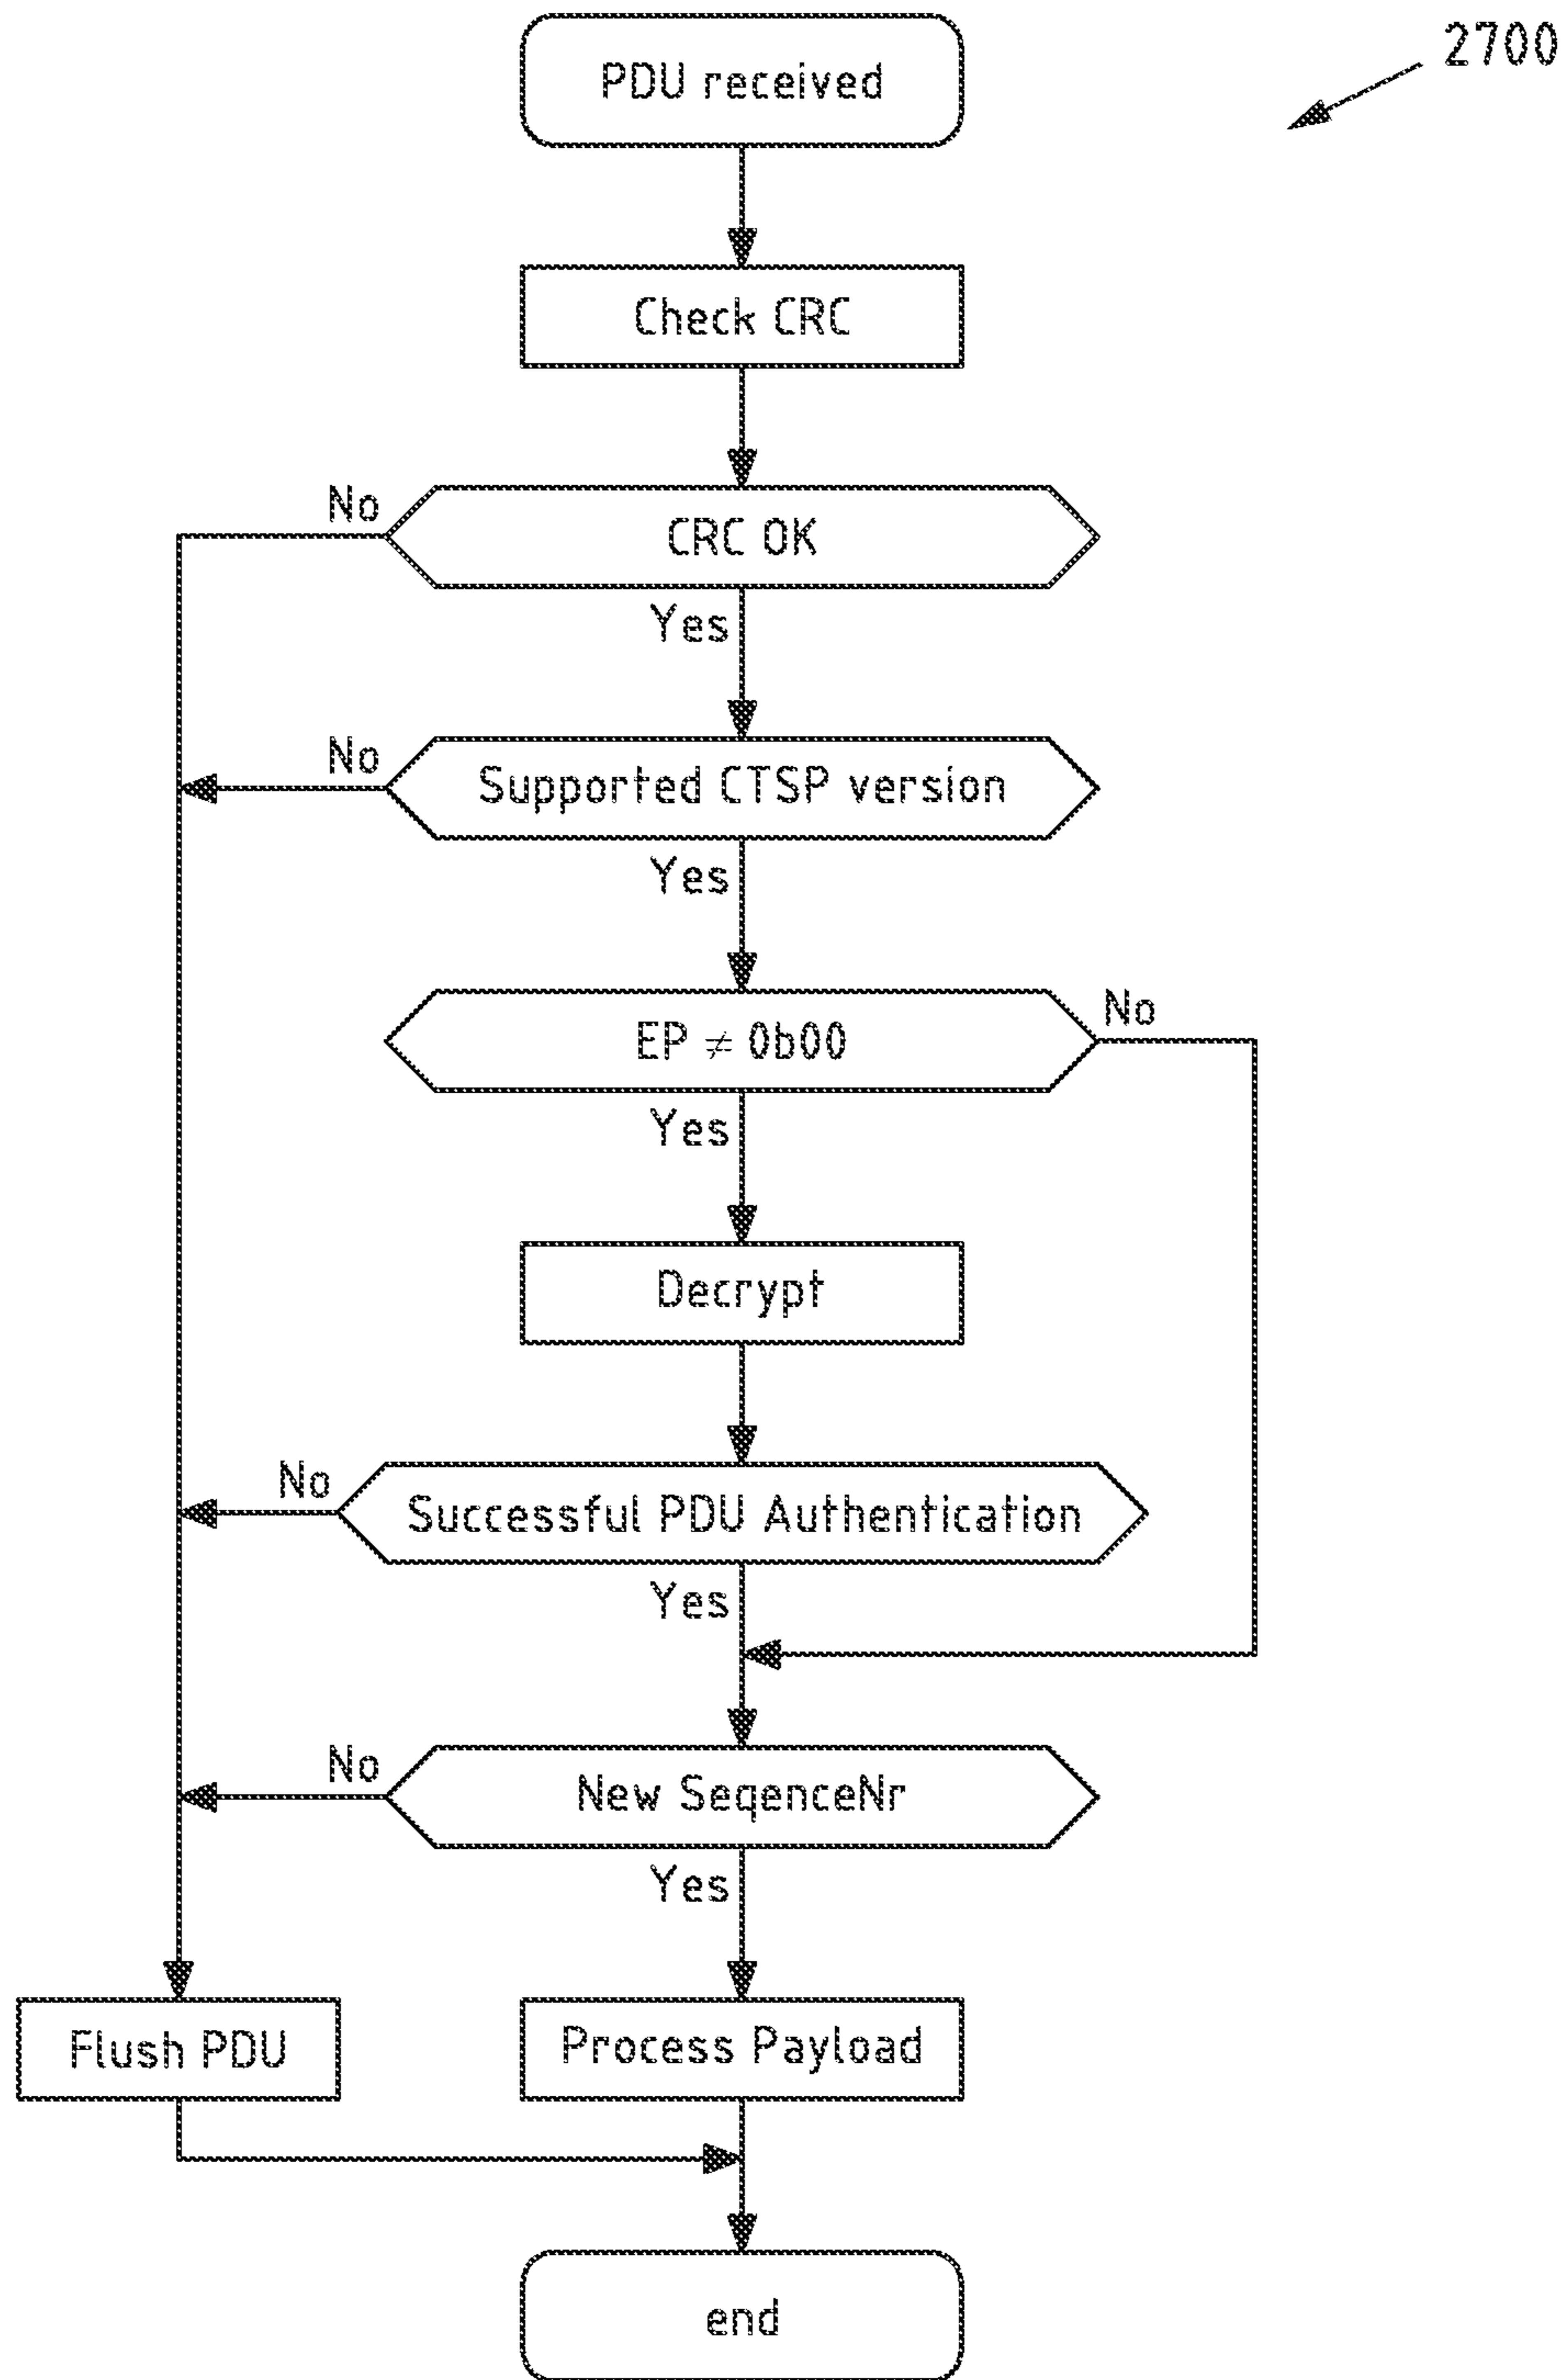 2700
PDU received
Check CRC
No
CRC OK
Yes
No
Supported CTSP version
Yes
EP ≠ 0b00
No
Yes
Decrypt
No
Successful PDU Authentication
Yes
No
New SeqenceNr
Yes
Flush PDU
Process Payload
end